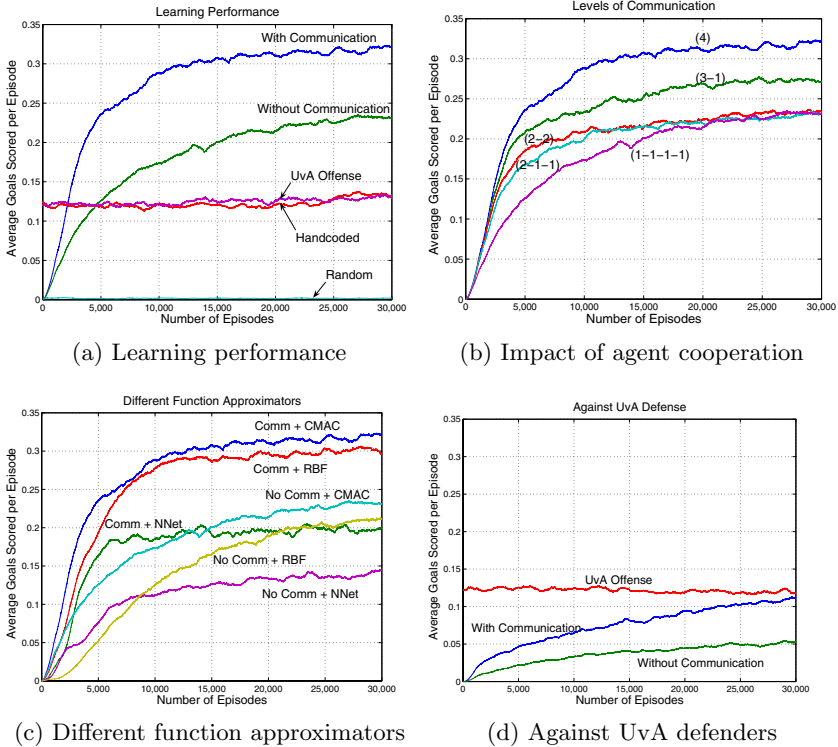 Learning Performance
Average Goals Scored per Episode
0.35
0.3
0.25
0.2
0.15
0.1
0.05
0
With Communication
Without Communication
UvA Offense
Handcoded
Random
0 5,000 10,000 15,000 20,000 25,000 30,000
Number of Episodes
(a) Learning performance
Levels of Communication
Average Goals Scored per Episode
0.35
0.3
0.25
0.2
0.15
0.1
0.05
0
(4)
(3−1)
(2−2)
(2−1−1)
(1−1−1−1)
0 5,000 10,000 15,000 20,000 25,000 30,000
Number of Episodes
(b) Impact of agent cooperation
Different Function Approximators
Average Goals Scored per Episode
0.35
0.3
0.25
0.2
0.15
0.1
0.05
0
Comm + CMAC
Comm + RBF
No Comm + CMAC
Comm + NNet
No Comm + RBF
No Comm + NNet
0 5,000 10,000 15,000 20,000 25,000 30,000
Number of Episodes
(c) Different function approximators
Against UvA Defense
Average Goals Scored per Episode
0.35
0.3
0.25
0.2
0.15
0.1
0.05
0
UvA Offense
With Communication
Without Communication
0 5,000 10,000 15,000 20,000 25,000 30,000
Number of Episodes
(d) Against UvA defenders